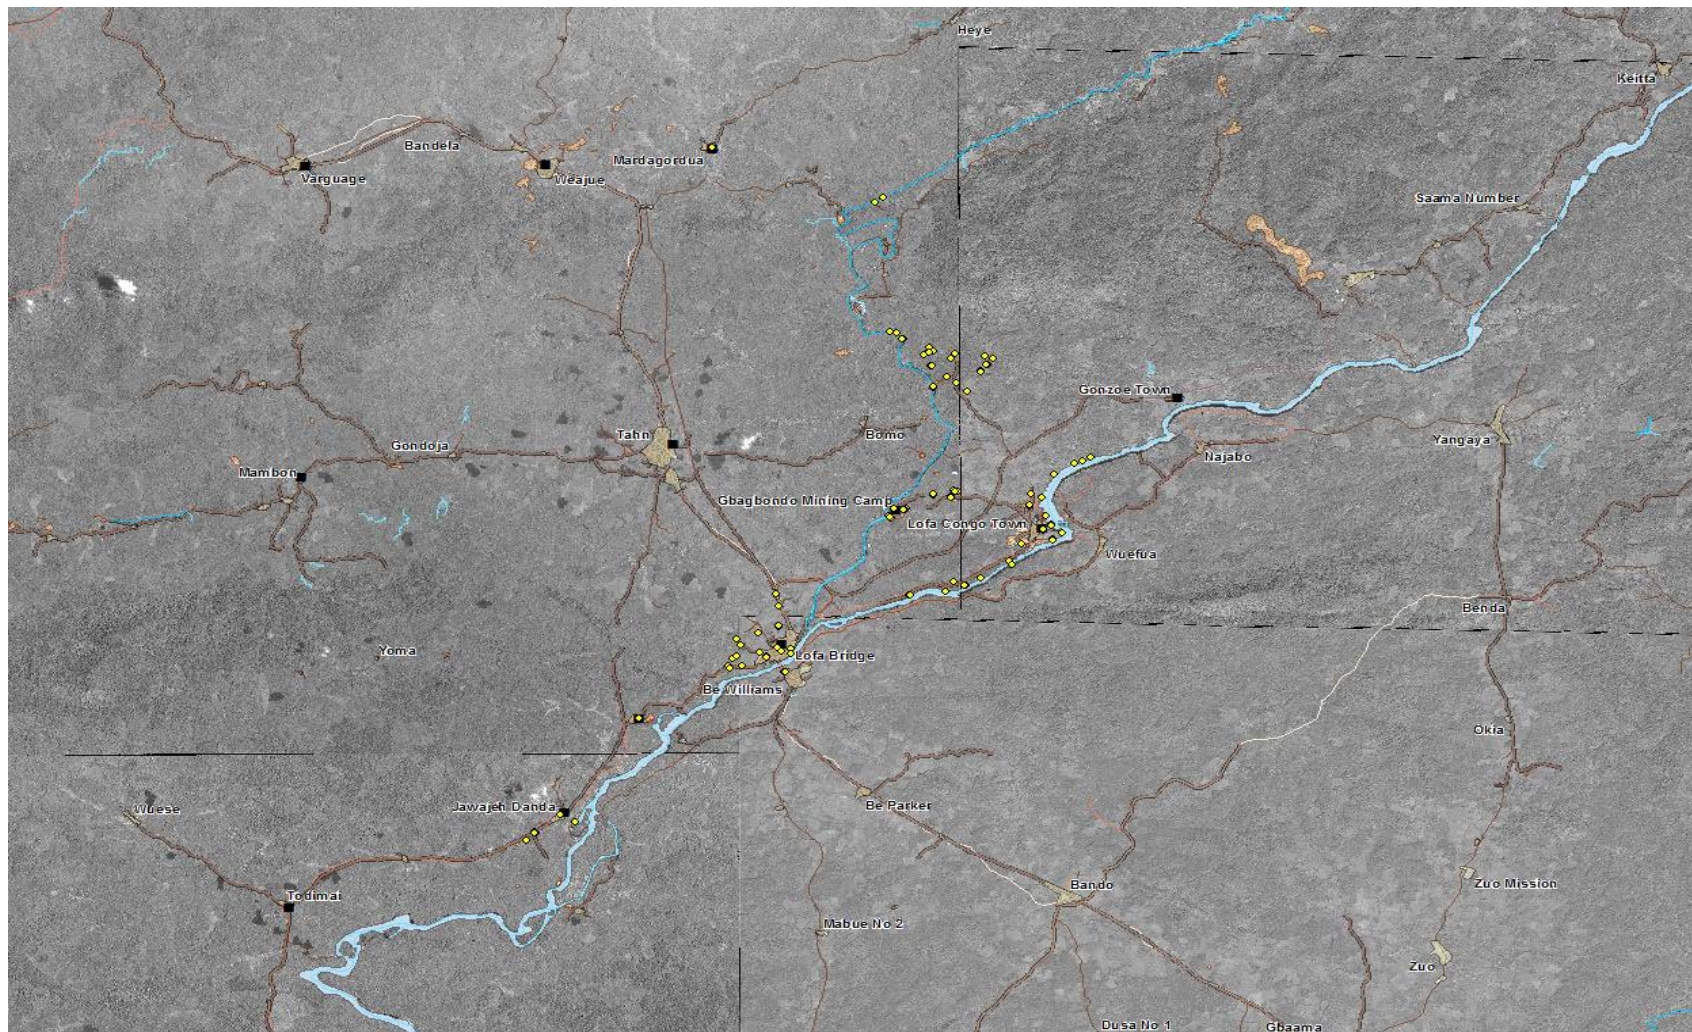 Heye
Keitta
Bandela
Mardagordua
Varguage
Weajue
Saama Number
Gonzoe Town
Tahn
Bomo
Gondoja
Yangaya
Najabo
Mambon
Gbagbondo Mining Camp
Lofa Congo Town
Wuefua
Benda
Yoma
Lofa Bridge
Be Williams
Okfa
Wuese
Jawajeh Danda
Be Parker
Todimai
Bando
Zuo Mission
Mabue No 2
Zuo
Dusa No 1
Gbaama